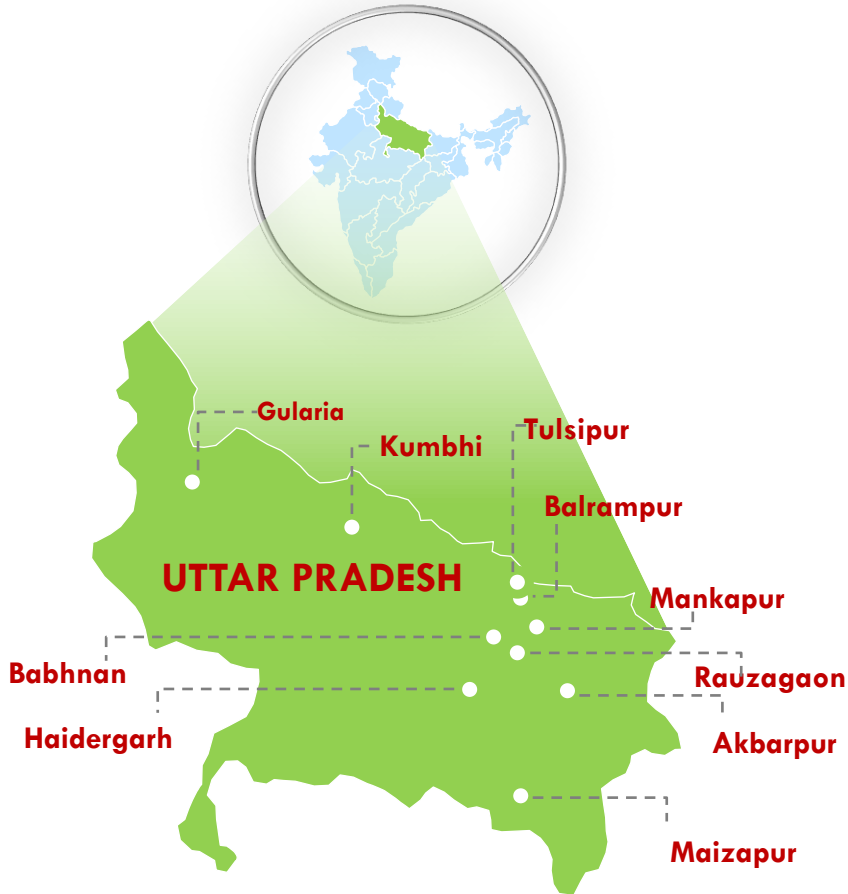 Gularia
Tulsipur
Kumbhi
Balrampur
UTTAR PRADESH
Mankapur
Babhnan
Rauzagaon
Haidergarh
Akbarpur
Maizapur